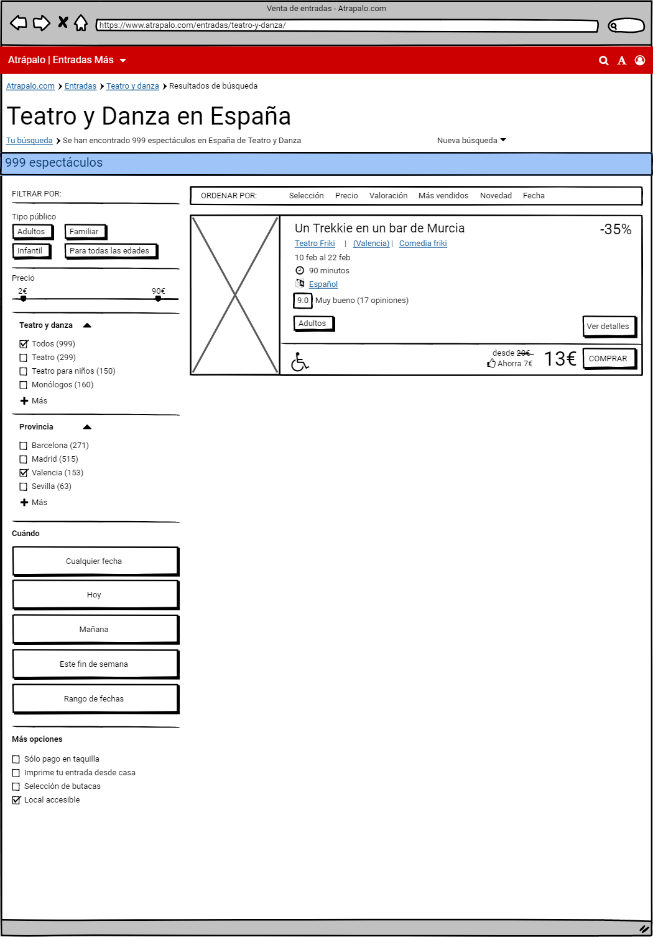 Venta de entradas - Atrapalo.com
https://www.atrapalo.com/entradas/teatro-y-danza/
Atrápalo | Entradas Más
Atrapalo.com Entradas Teatro y danza Resultados de búsqueda
Teatro y Danza en España
Tu búsqueda Se han encontrado 999 espectáculos en España de Teatro y Danza
Nueva búsqueda
999 espectáculos
FILTRAR POR:
Tipo público
Adultos Familiar
Infantil Para todas las edades
Precio
2€ 90€
Teatro y danza
Todos (999)
Teatro (299)
Teatro para niños (150)
Monólogos (160)
Más
Provincia
Barcelona (271)
Madrid (515)
Valencia (153)
Sevilla (63)
Más
Cuándo
Cualquier fecha
Hoy
Mañana
Este fin de semana
Rango de fechas
Más opciones
Sólo pago en taquilla
Imprime tu entrada desde casa
Selección de butacas
Local accesible
ORDENAR POR: Selección Precio Valoración Más vendidos Novedad Fecha
Un Trekkie en un bar de Murcia
-35%
Teatro Friki | (Valencia) | Comedia friki
10 feb al 22 feb
90 minutos
Español
9.0 Muy bueno (17 opiniones)
Adultos
Ver detalles
desde 20€
Ahorra 7€
13€
COMPRAR